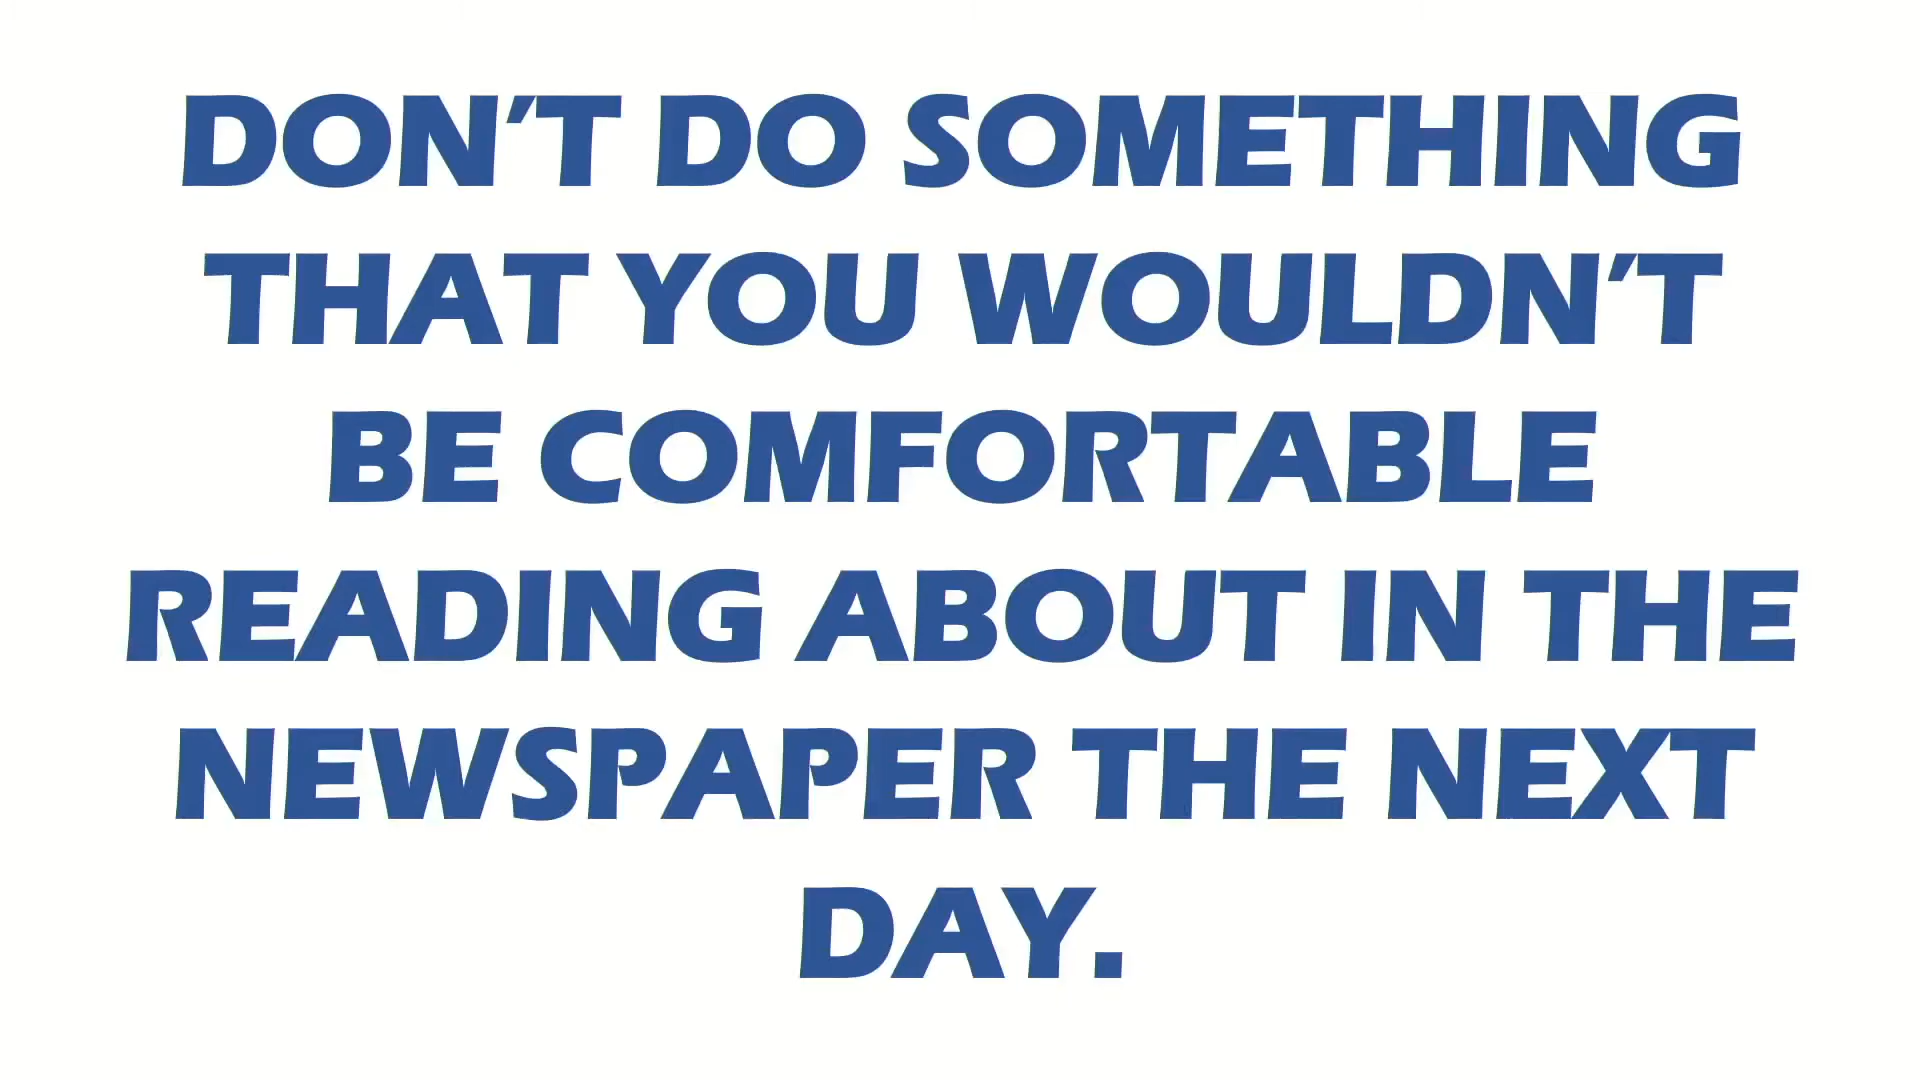 DON’T DO SOMETHING
THAT YOU WOULDN’T
BE COMFORTABLE
READING ABOUT IN THE
NEWSPAPER THE NEXT
DAY.